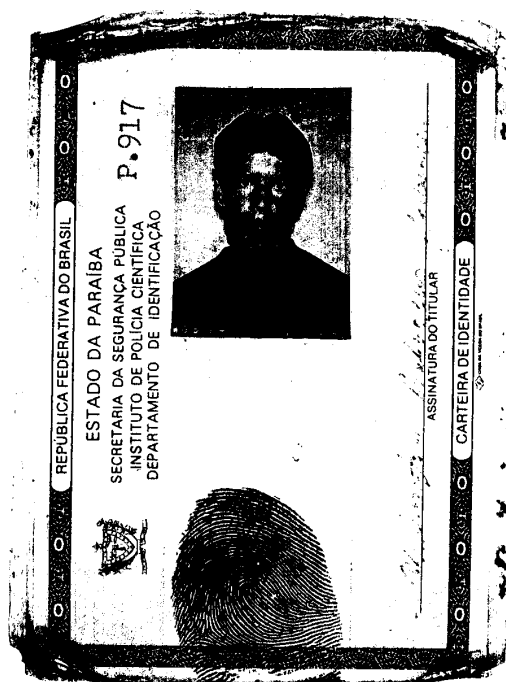 REPÚBLICA FEDERATIVA DO BRASIL
ESTADO DA PARAÍBA
SECRETARIA DA SEGURANÇA PÚBLICA
INSTITUTO DE POLÍCIA CIENTÍFICA
DEPARTAMENTO DE IDENTIFICAÇÃO
P.917
ASSINATURA DO TITULAR
CARTEIRA DE IDENTIDADE